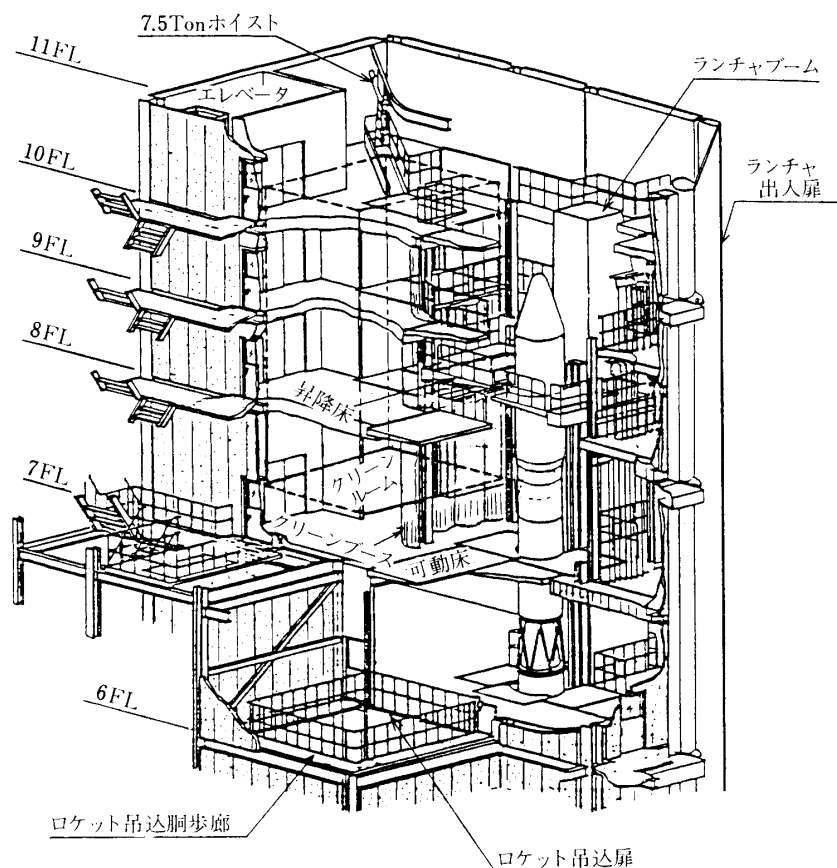 7.5Tonホイスト
11FL
ランチャブーム
エレベータ
10FL
ランチャ
出入扉
9FL
8FL
昇降床
7FL
クリーン
ルーム
クリーンブース
可動床
6FL
ロケット吊込胴歩廊
ロケット吊込扉